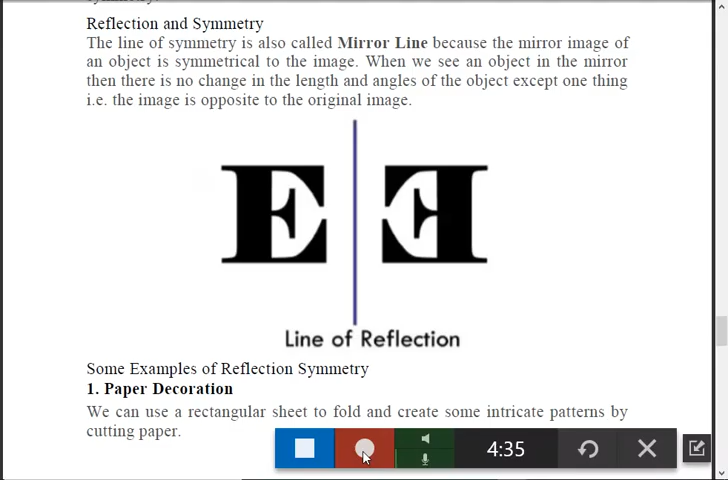 Reflection and Symmetry
The line of symmetry is also called Mirror Line because the mirror image of
an object is symmetrical to the image. When we see an object in the mirror
then there is no change in the length and angles of the object except one thing
i.e. the image is opposite to the original image.
E E
Line of Reflection
Some Examples of Reflection Symmetry
1. Paper Decoration
We can use a rectangular sheet to fold and create some intricate patterns by
cutting paper.
4:35